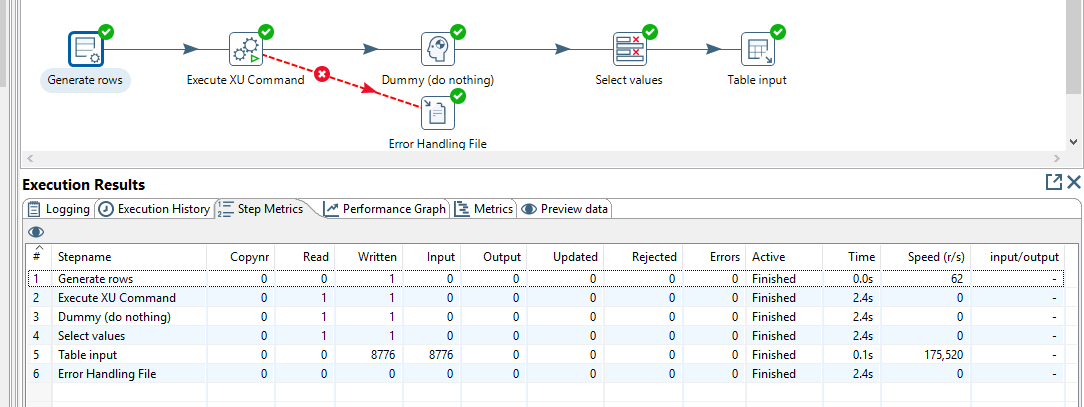 Generate rows Execute XU Command Dummy (do nothing) Select values Table input
Error Handling File
Execution Results
Logging Execution History Step Metrics Performance Graph Metrics Preview data
# Stepname Copynr Read Written Input Output Updated Rejected Errors Active Time Speed (r/s) input/output
1 Generate rows 0 0 1 0 0 0 0 0 Finished 0.0s 62 -
2 Execute XU Command 0 1 1 0 0 0 0 0 Finished 2.4s 0 -
3 Dummy (do nothing) 0 1 1 0 0 0 0 0 Finished 2.4s 0 -
4 Select values 0 1 1 0 0 0 0 0 Finished 2.4s 0 -
5 Table input 0 0 8776 8776 0 0 0 0 Finished 0.1s 175,520 -
6 Error Handling File 0 0 0 0 0 0 0 0 Finished 2.4s 0 -